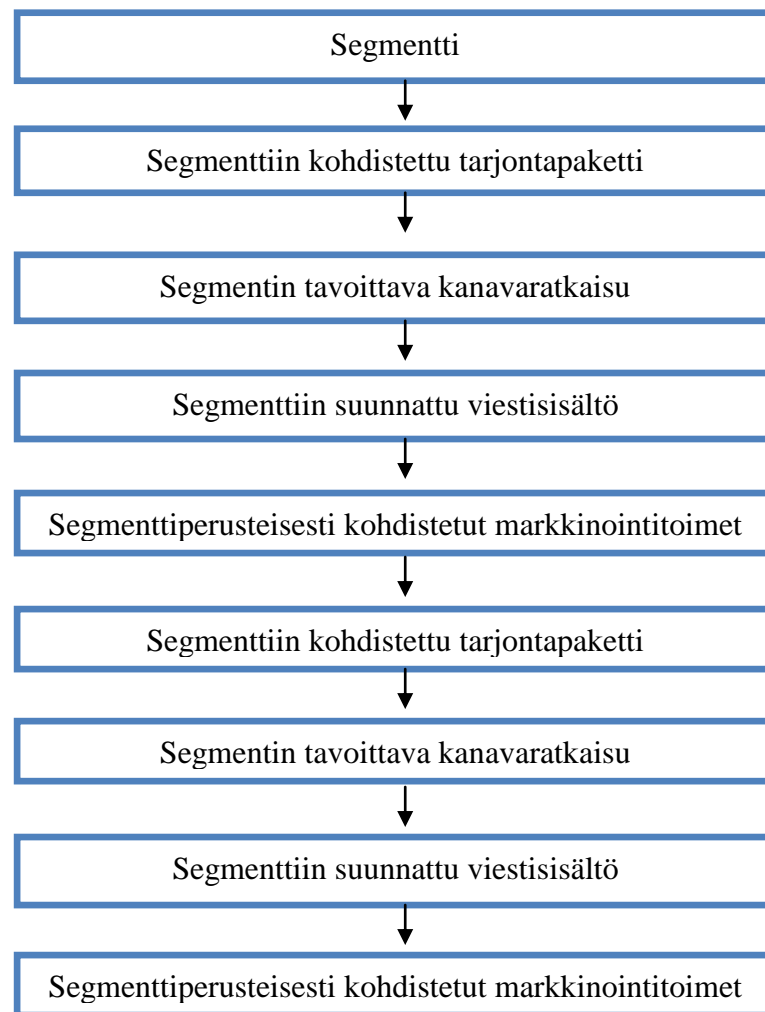 Segmentti
Segmenttiin kohdistettu tarjontapaketti
Segmentin tavoittava kanavaratkaisu
Segmenttiin suunnattu viestisisältö
Segmenttiperusteisesti kohdistetut markkinointitoimet
Segmenttiin kohdistettu tarjontapaketti
Segmentin tavoittava kanavaratkaisu
Segmenttiin suunnattu viestisisältö
Segmenttiperusteisesti kohdistetut markkinointitoimet